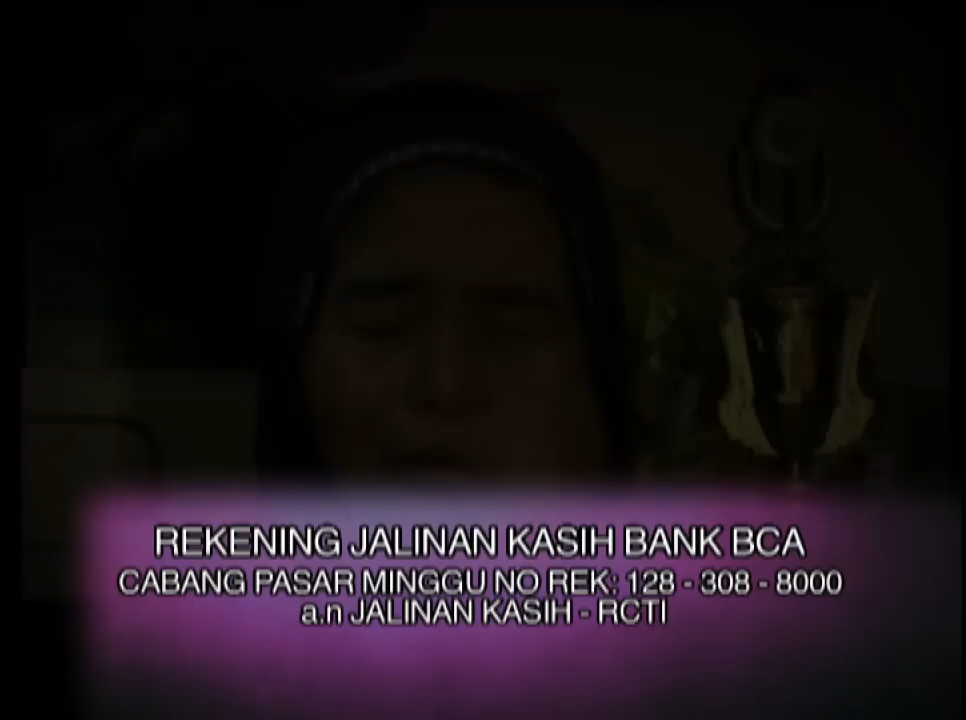 REKENING JALINAN KASIH BANK BCA
CABANG PASAR MINGGU NO REK: 128 - 308 - 8000
a.n JALINAN KASIH - RCTI